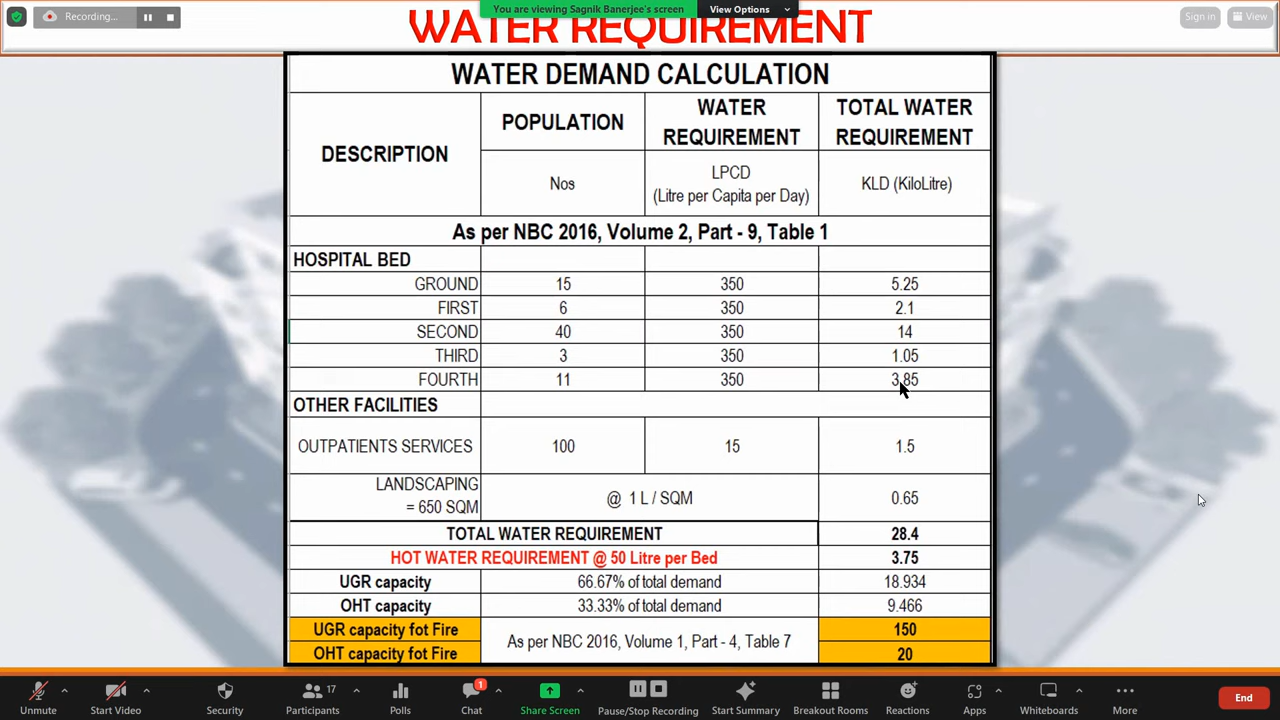 Recording...
You are viewing Sagnik Banerjee's screen
View Options
Sign in
View
WATER REQUIREMENT
WATER DEMAND CALCULATION
DESCRIPTION
POPULATION
WATER REQUIREMENT
TOTAL WATER REQUIREMENT
Nos
LPCD
(Litre per Capita per Day)
KLD (KiloLitre)
As per NBC 2016, Volume 2, Part - 9, Table 1
HOSPITAL BED
GROUND 15 350 5.25
FIRST 6 350 2.1
SECOND 40 350 14
THIRD 3 350 1.05
FOURTH 11 350 3.85
OTHER FACILITIES
OUTPATIENTS SERVICES 100 15 1.5
LANDSCAPING
= 650 SQM
@ 1 L / SQM 0.65
TOTAL WATER REQUIREMENT 28.4
HOT WATER REQUIREMENT @ 50 Litre per Bed 3.75
UGR capacity 66.67% of total demand 18.934
OHT capacity 33.33% of total demand 9.466
UGR capacity fot Fire 150
As per NBC 2016, Volume 1, Part - 4, Table 7
OHT capacity fot Fire 20
Unmute
Start Video
Security
17
Participants
Polls
1
Chat
Share Screen
Pause/Stop Recording
Start Summary
Breakout Rooms
Reactions
Apps
Whiteboards
More
End